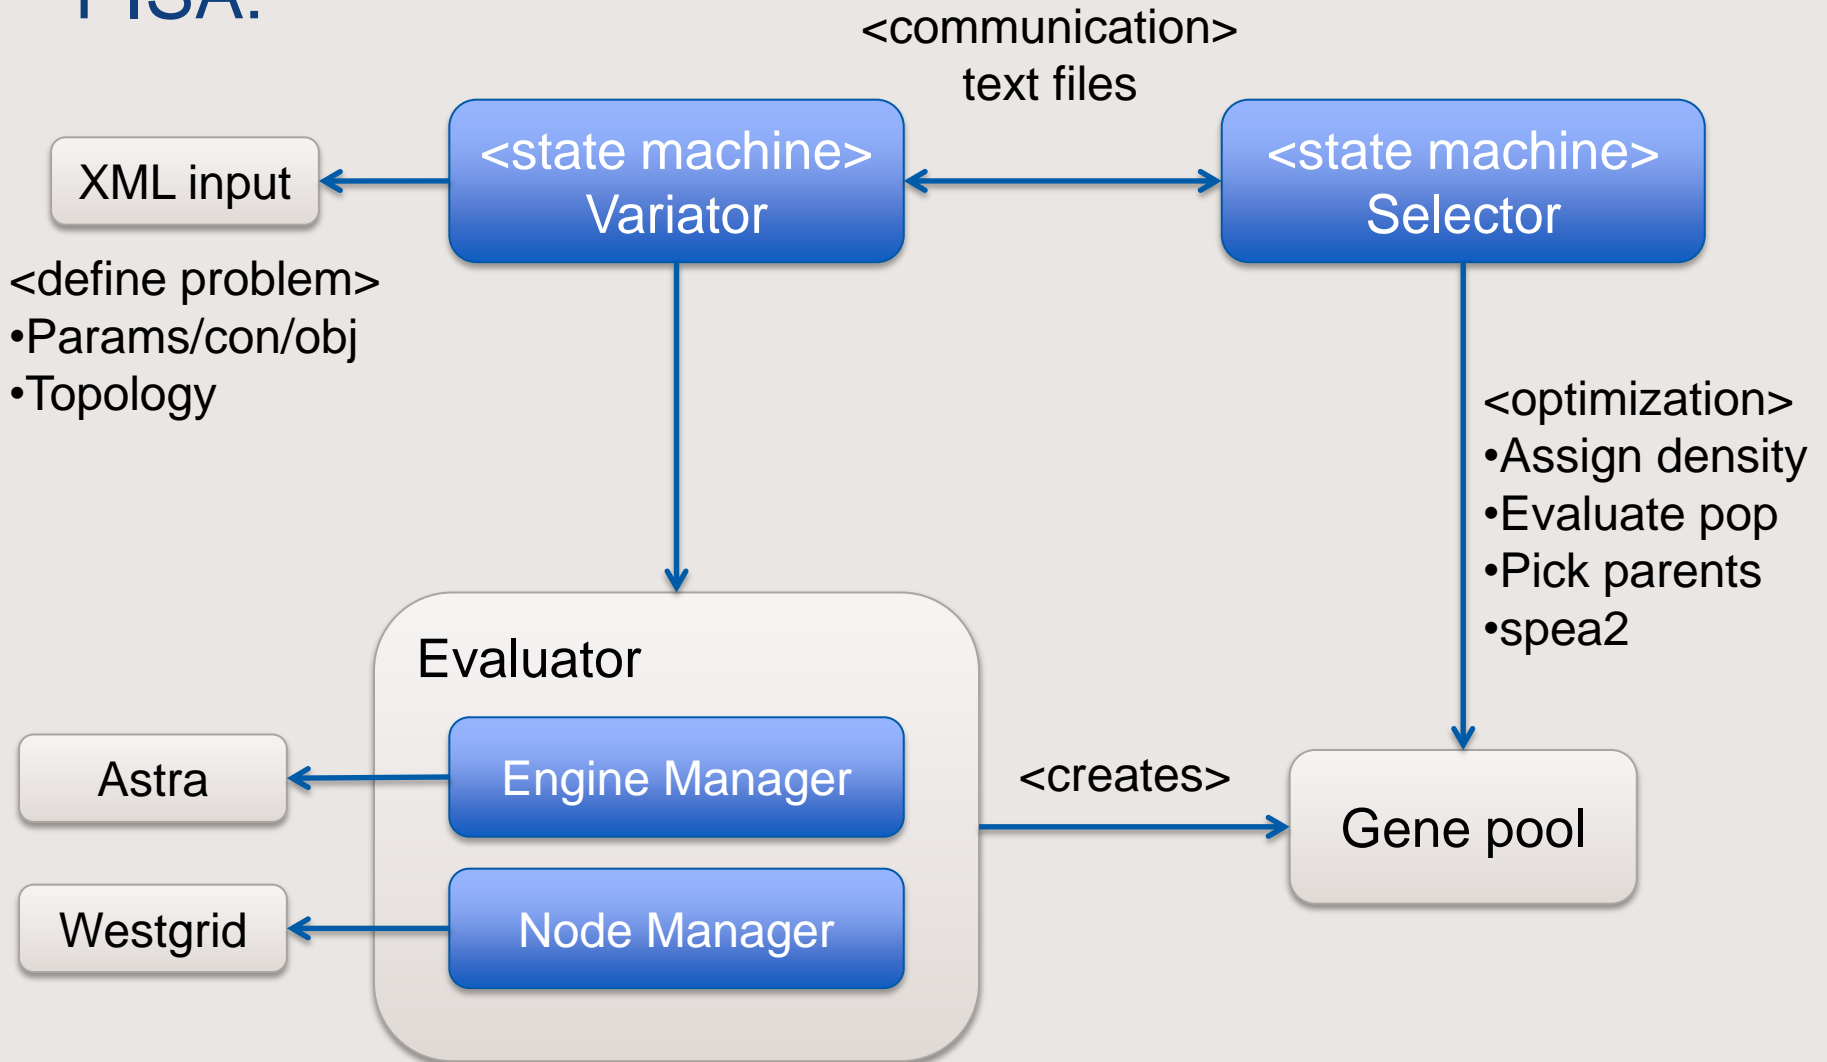 PISA.
<communication>
text files
<state machine>
Variator
<state machine>
Selector
XML input
<define problem>
•Params/con/obj
•Topology
<optimization>
•Assign density
•Evaluate pop
•Pick parents
•spea2
Evaluator
Engine Manager
Node Manager
Astra
Westgrid
<creates>
Gene pool